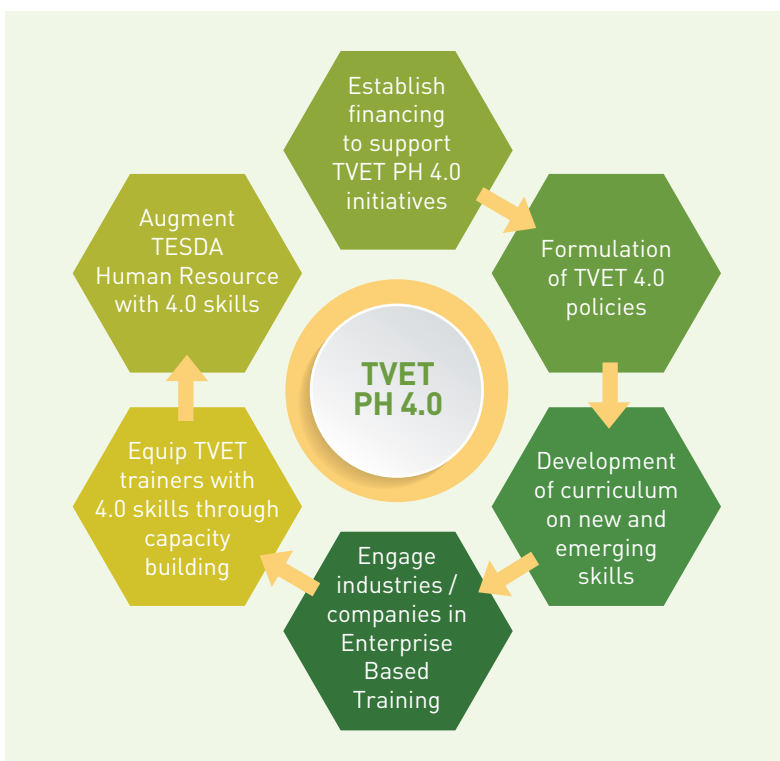 Establish
financing
to support
TVET PH 4.0
initiatives
Formulation
of TVET 4.0
policies
Development
of curriculum
on new and
emerging
skills
Engage
industries /
companies in
Enterprise
Based
Training
Equip TVET
trainers with
4.0 skills through
capacity
building
Augment
TESDA
Human Resource
with 4.0 skills
TVET
PH 4.0